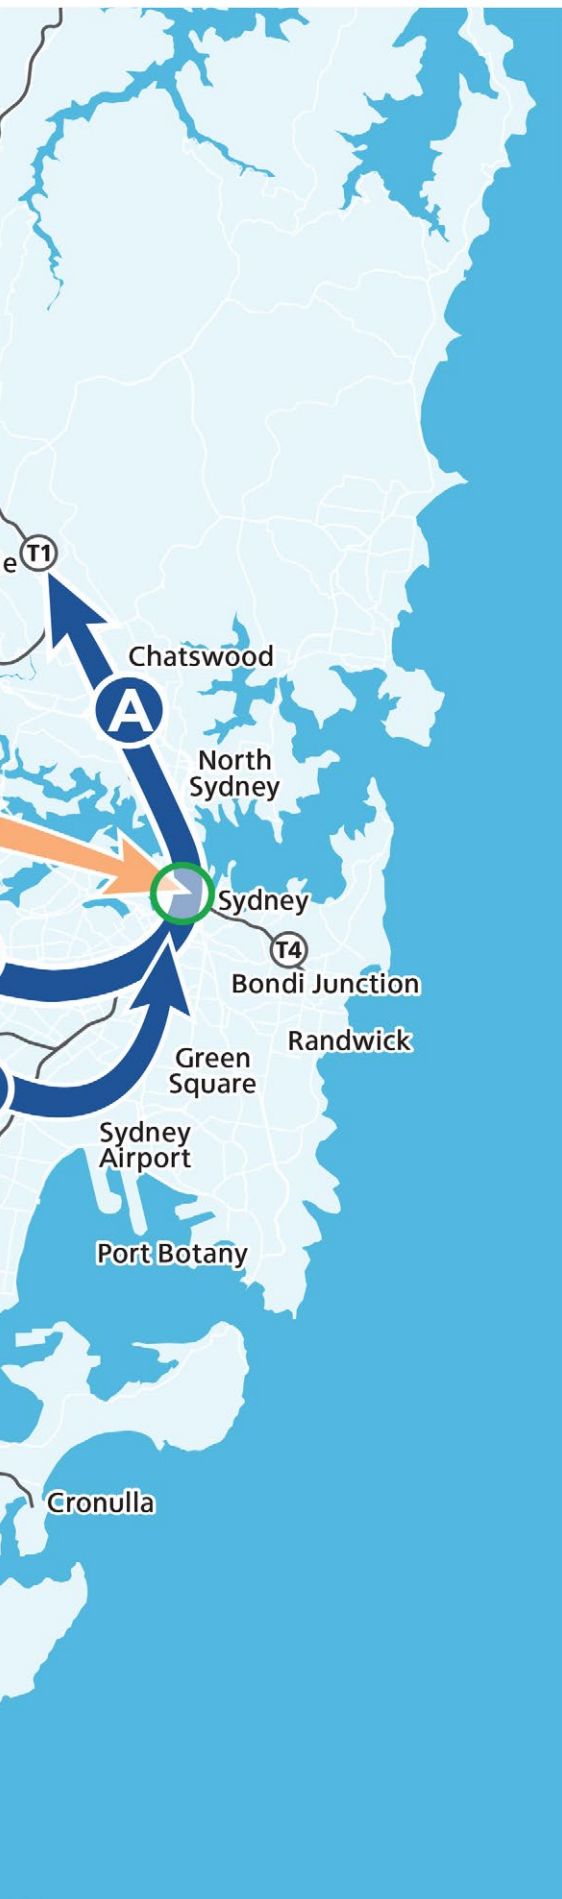 e
T1
Chatswood
A
North
Sydney
Sydney
T4
Bondi Junction
Randwick
Green
Square
Sydney
Airport
Port Botany
Cronulla